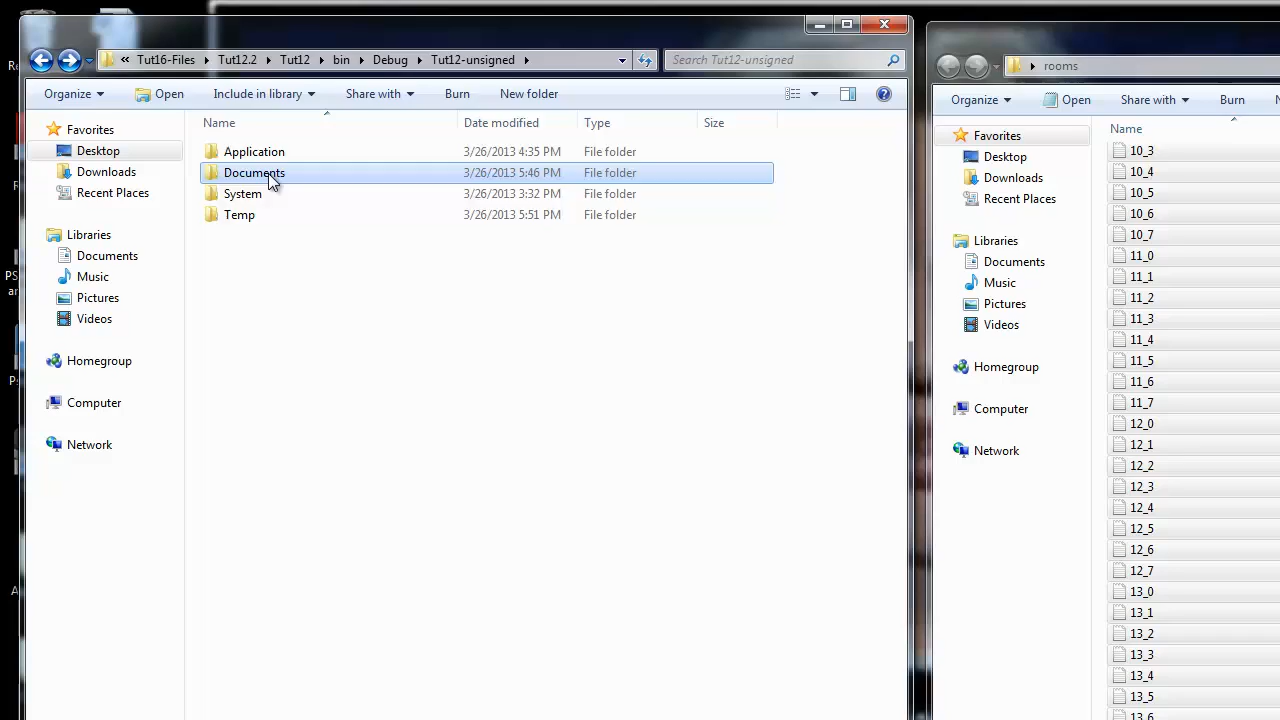 Tut16-Files Tut12.2 Tut12 bin Debug Tut12-unsigned
Search Tut12-unsigned
Organize Open Include in library Share with Burn New folder
Name Date modified Type Size
Favorites
Desktop
Downloads
Recent Places
Libraries
Documents
Music
Pictures
Videos
Homegroup
Computer
Network
Application 3/26/2013 4:35 PM File folder
Documents 3/26/2013 5:46 PM File folder
System 3/26/2013 3:32 PM File folder
Temp 3/26/2013 5:51 PM File folder
rooms
Organize Open Share with Burn
Name
Favorites
Desktop
Downloads
Recent Places
Libraries
Documents
Music
Pictures
Videos
Homegroup
Computer
Network
10_3
10_4
10_5
10_6
10_7
11_0
11_1
11_2
11_3
11_4
11_5
11_6
11_7
12_0
12_1
12_2
12_3
12_4
12_5
12_6
12_7
13_0
13_1
13_2
13_3
13_4
13_5
13_6